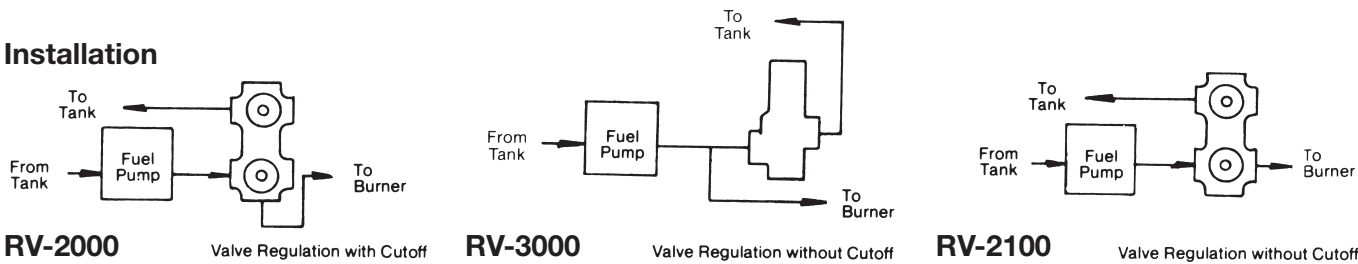 Installation
To
Tank
From
Tank
Fuel
Pump
To
Burner
RV-2000
Valve Regulation with Cutoff
To
Tank
From
Tank
Fuel
Pump
To
Burner
RV-3000
Valve Regulation without Cutoff
To
Tank
From
Tank
Fuel
Pump
To
Burner
RV-2100
Valve Regulation without Cutoff